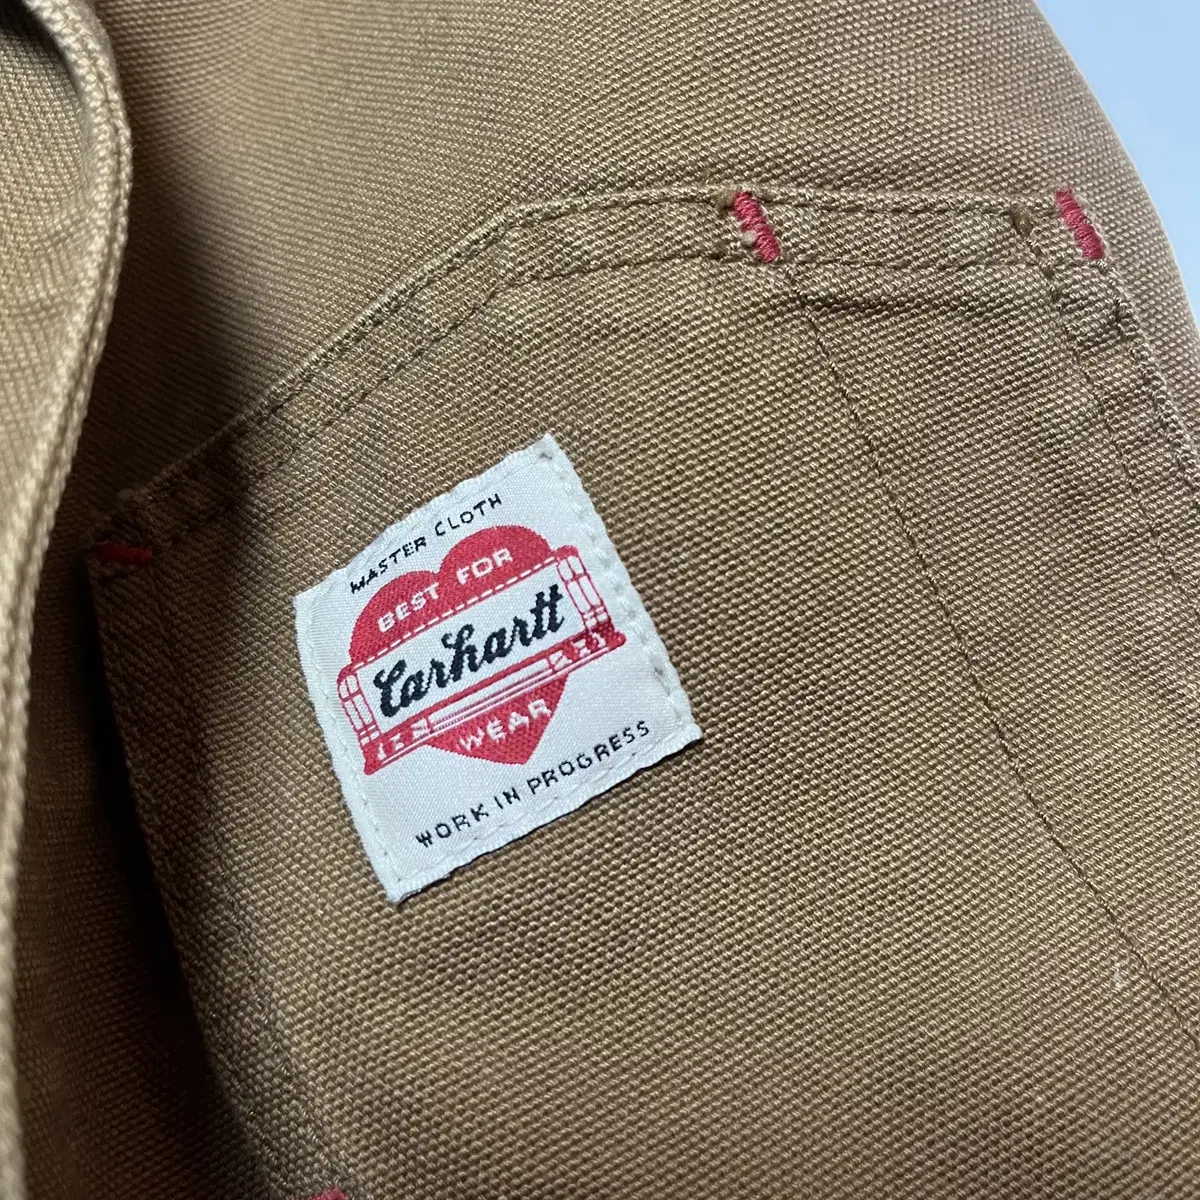 MASTER CLOTH
BEST FOR
Carhartt
WEAR
WORK IN PROGRESS